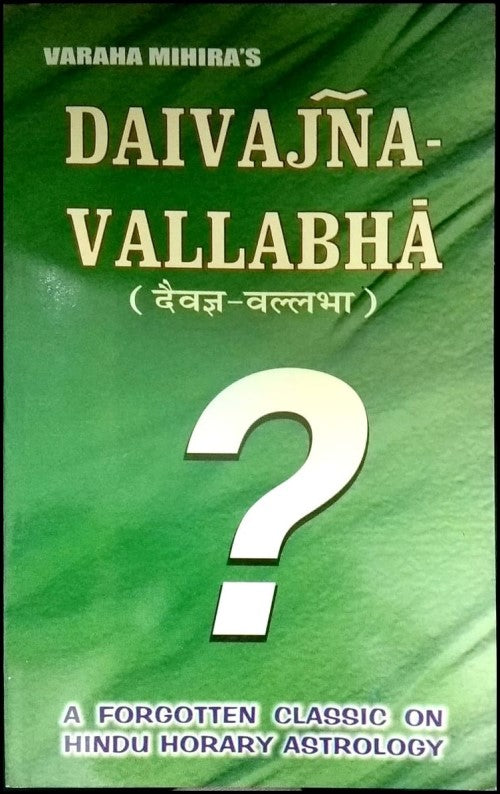 VARAHA MIHIRA'S
DAIVAJÑA-
VALLABHĀ
( दैवज्ञ-वल्लभा )
?
A FORGOTTEN CLASSIC ON
HINDU HORARY ASTROLOGY